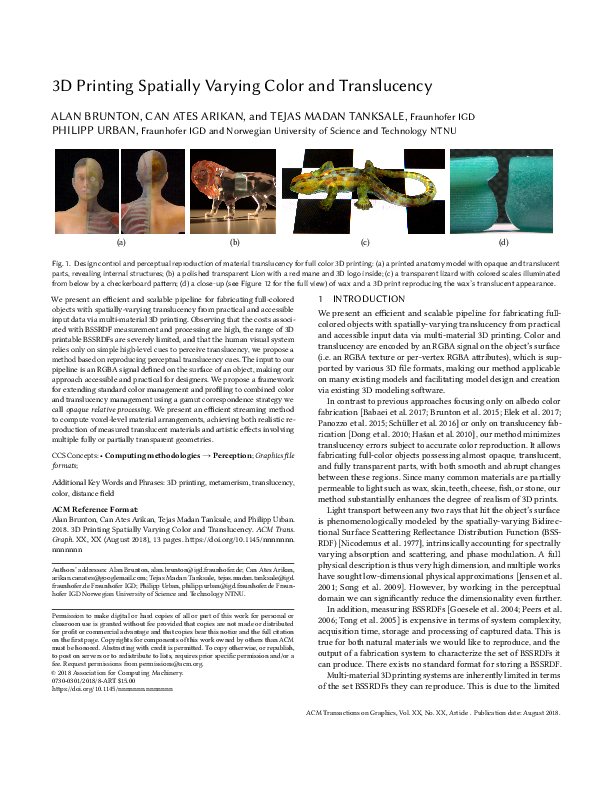 3D Printing Spatially Varying Color and Translucency
ALAN BRUNTON, CAN ATES ARIKAN, and TEJAS MADAN TANKSALE, Fraunhofer IGD
PHILIPP URBAN, Fraunhofer IGD and Norwegian University of Science and Technology NTNU
(a)
(b)
(c)
(d)
Fig. 1. Design control and perceptual reproduction of material translucency for full color 3D printing: (a) a printed anatomy model with opaque and translucent
parts, revealing internal structures; (b) a polished transparent Lion with a red mane and 3D logo inside; (c) a transparent lizard with colored scales illuminated
from below by a checkerboard pattern; (d) a close-up (see Figure 12 for the full view) of wax and a 3D print reproducing the wax's translucent appearance.
We present an efficient and scalable pipeline for fabricating full-colored
objects with spatially-varying translucency from practical and accessible
input data via multi-material 3D printing. Observing that the costs associ-
ated with BSSRDF measurement and processing are high, the range of 3D
printable BSSRDFs are severely limited, and that the human visual system
relies only on simple high-level cues to perceive translucency, we propose a
method based on reproducing perceptual translucency cues. The input to our
pipeline is an RGBA signal defined on the surface of an object, making our
approach accessible and practical for designers. We propose a framework
for extending standard color management and profiling to combined color
and translucency management using a gamut correspondence strategy we
call opaque relative processing. We present an efficient streaming method
to compute voxel-level material arrangements, achieving both realistic re-
production of measured translucent materials and artistic effects involving
multiple fully or partially transparent geometries.
CCS Concepts: • Computing methodologies → Perception; Graphics file
formats;
Additional Key Words and Phrases: 3D printing, metamerism, translucency,
color, distance field
ACM Reference Format:
Alan Brunton, Can Ates Arikan, Tejas Madan Tanksale, and Philipp Urban.
2018. 3D Printing Spatially Varying Color and Translucency. ACM Trans.
Graph. XX, XX (August 2018), 13 pages. https://doi.org/10.1145/nnnnnnn.
nnnnnnn
Authors' addresses: Alan Brunton, alan.brunton@igd.fraunhofer.de; Can Ates Arikan,
arikan.canates@googlemail.com; Tejas Madan Tanksale, tejas.madan.tanksale@igd.
fraunhofer.de Fraunhofer IGD; Philipp Urban, philipp.urban@igd.fraunhofer.de Fraun-
hofer IGD Norwegian University of Science and Technology NTNU.
Permission to make digital or hard copies of all or part of this work for personal or
classroom use is granted without fee provided that copies are not made or distributed
for profit or commercial advantage and that copies bear this notice and the full citation
on the first page. Copyrights for components of this work owned by others than ACM
must be honored. Abstracting with credit is permitted. To copy otherwise, or republish,
to post on servers or to redistribute to lists, requires prior specific permission and/or a
fee. Request permissions from permissions@acm.org.
© 2018 Association for Computing Machinery.
0730-0301/2018/8-ART $15.00
https://doi.org/10.1145/nnnnnnn.nnnnnnn
1 INTRODUCTION
We present an efficient and scalable pipeline for fabricating full-
colored objects with spatially-varying translucency from practical
and accessible input data via multi-material 3D printing. Color and
translucency are encoded by an RGBA signal on the object's surface
(i.e. an RGBA texture or per-vertex RGBA attributes), which is sup-
ported by various 3D file formats, making our method applicable
on many existing models and facilitating model design and creation
via existing 3D modeling software.
In contrast to previous approaches focusing only on albedo color
fabrication [Babaei et al. 2017; Brunton et al. 2015; Elek et al. 2017;
Panozzo et al. 2015; Schüller et al. 2016] or only on translucency fab-
rication [Dong et al. 2010; Hašan et al. 2010], our method minimizes
translucency errors subject to accurate color reproduction. It allows
fabricating full-color objects possessing almost opaque, translucent,
and fully transparent parts, with both smooth and abrupt changes
between these regions. Since many common materials are partially
permeable to light such as wax, skin, teeth, cheese, fish, or stone, our
method substantially enhances the degree of realism of 3D prints.
Light transport between any two rays that hit the object's surface
is phenomenologically modeled by the spatially-varying Bidirec-
tional Surface Scattering Reflectance Distribution Function (BSS-
RDF) [Nicodemus et al. 1977], intrinsically accounting for spectrally
varying absorption and scattering, and phase modulation. A full
physical description is thus very high dimension, and multiple works
have sought low-dimensional physical approximations [Jensen et al.
2001; Song et al. 2009]. However, by working in the perceptual
domain we can significantly reduce the dimensionality even further.
In addition, measuring BSSRDFs [Goesele et al. 2004; Peers et al.
2006; Tong et al. 2005] is expensive in terms of system complexity,
acquisition time, storage and processing of captured data. This is
true for both natural materials we would like to reproduce, and the
output of a fabrication system to characterize the set of BSSRDFs it
can produce. There exists no standard format for storing a BSSRDF.
Multi-material 3D printing systems are inherently limited in terms
of the set BSSRDFs they can reproduce. This is due to the limited
ACM Transactions on Graphics, Vol. XX, No. XX, Article . Publication date: August 2018.